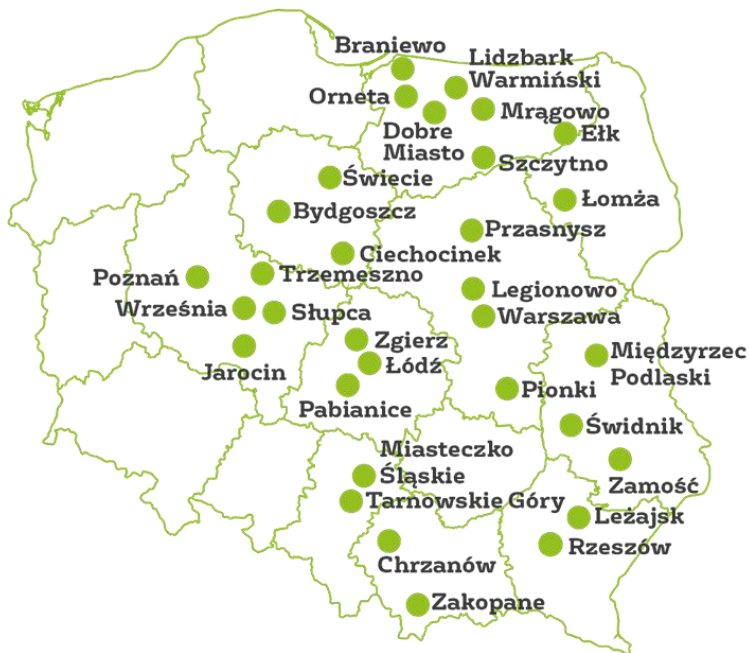 Braniewo
Lidzbark
Warmiński
Orneta
Mrągowo
Dobre
Miasto
Ełk
Szczytno
Świecie
Łomża
Bydgoszcz
Przasnysz
Ciechocinek
Trzemeszno
Poznań
Legionowo
Września
Słupca
Warszawa
Zgierz
Łódź
Międzyrzec
Podlaski
Jarocin
Pabianice
Pionki
Świdnik
Miasteczko
Śląskie
Zamość
Tarnowskie Góry
Leżajsk
Rzeszów
Chrzanów
Zakopane